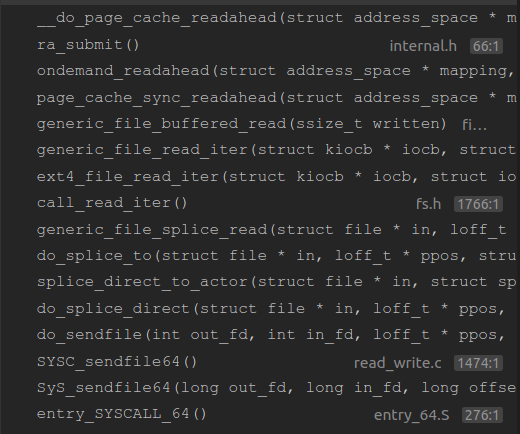 __do_page_cache_readahead(struct address_space * m
ra_submit() internal.h 66:1
ondemand_readahead(struct address_space * mapping,
page_cache_sync_readahead(struct address_space * m
generic_file_buffered_read(ssize_t written) fi...
generic_file_read_iter(struct kiocb * iocb, struct
ext4_file_read_iter(struct kiocb * iocb, struct io
call_read_iter() fs.h 1766:1
generic_file_splice_read(struct file * in, loff_t
do_splice_to(struct file * in, loff_t * ppos, stru
splice_direct_to_actor(struct file * in, struct sp
do_splice_direct(struct file * in, loff_t * ppos,
do_sendfile(int out_fd, int in_fd, loff_t * ppos,
SYSC_sendfile64() read_write.c 1474:1
SyS_sendfile64(long out_fd, long in_fd, long offse
entry_SYSCALL_64() entry_64.S 276:1